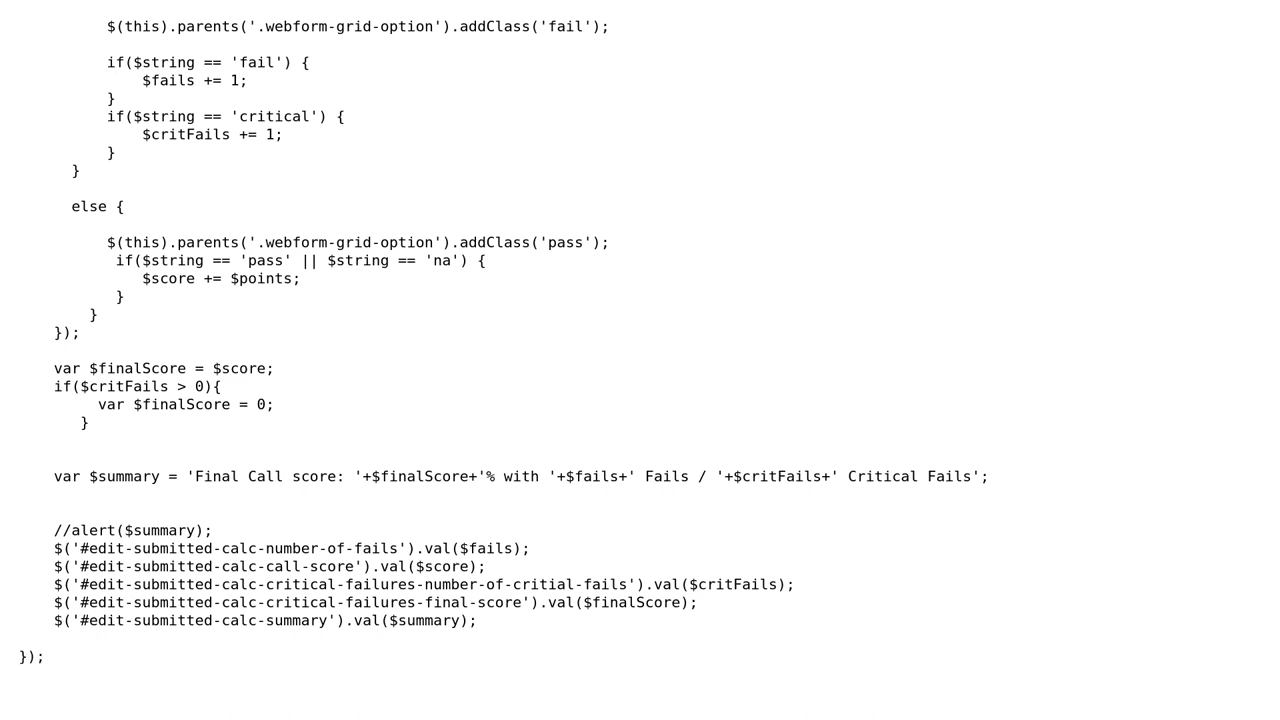 $(this).parents('.webform-grid-option').addClass('fail');
if($string == 'fail') {
$fails += 1;
}
if($string == 'critical') {
$critFails += 1;
}
}
else {
$(this).parents('.webform-grid-option').addClass('pass');
if($string == 'pass' || $string == 'na') {
$score += $points;
}
}
});
var $finalScore = $score;
if($critFails > 0){
var $finalScore = 0;
}
var $summary = 'Final Call score: '+$finalScore+'% with '+$fails+' Fails / '+$critFails+' Critical Fails';
//alert($summary);
$('#edit-submitted-calc-number-of-fails').val($fails);
$('#edit-submitted-calc-call-score').val($score);
$('#edit-submitted-calc-critical-failures-number-of-critial-fails').val($critFails);
$('#edit-submitted-calc-critical-failures-final-score').val($finalScore);
$('#edit-submitted-calc-summary').val($summary);
});